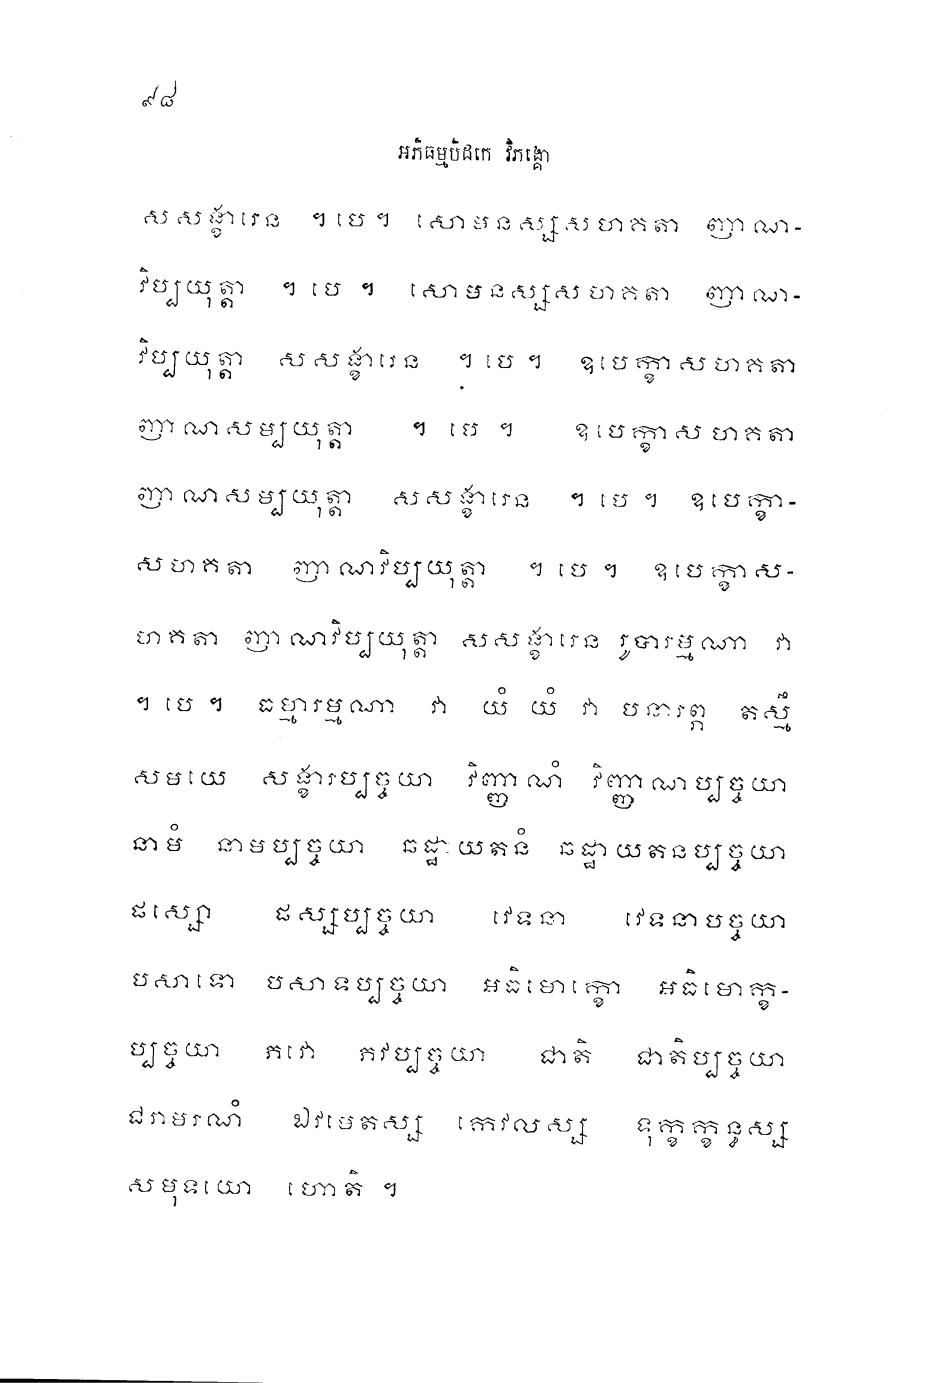 ៩៨
អភិធម្មបិដកេ វិភង្គោ
សសង្ខារេន ។ បេ ។ សោមនស្សសហគតា ញាណ-
វិប្បយុត្តា ។ បេ ។ សោមនស្សសហគតា ញាណ-
វិប្បយុត្តា សសង្ខារេន ។ បេ ។ ឧបេក្ខាសហគតា
ញាណសម្បយុត្តា ។ បេ ។ ឧបេក្ខាសហគតា
ញាណសម្បយុត្តា សសង្ខារេន ។ បេ ។ ឧបេក្ខា-
សហគតា ញាណវិប្បយុត្តា ។ បេ ។ ឧបេក្ខាស-
ហគតា ញាណវិប្បយុត្តា សសង្ខារេន រូបារម្មណា វា
។ បេ ។ ធម្មារម្មណា វា យំ យំ វា បនារព្ភ តស្មឹ
សមយេ សង្ខារប្បច្ចយា វិញ្ញាណំ វិញ្ញាណប្បច្ចយា
នាមំ នាមប្បច្ចយា ឆដ្ឋាយតនំ ឆដ្ឋាយតនប្បច្ចយា
ផស្សោ ផស្សប្បច្ចយា វេទនា វេទនាបច្ចយា
បសាទោ បសាទប្បច្ចយា អធិមោក្ខោ អធិមោក្ខ-
ប្បច្ចយា ភវោ ភវប្បច្ចយា ជាតិ ជាតិប្បច្ចយា
ជរាមរណំ ឯវមេតស្ស កេវលស្ស ទុក្ខក្ខន្ធស្ស
សមុទយោ ហោតិ ។